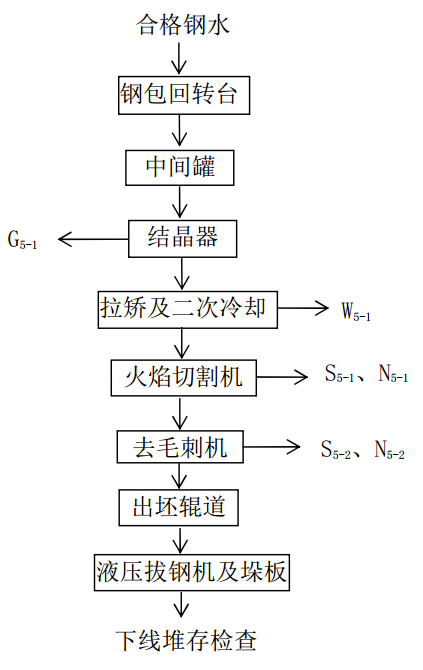 合格钢水
钢包回转台
中间罐
G5-1
结晶器
拉矫及二次冷却
W5-1
火焰切割机
S5-1、N5-1
去毛刺机
S5-2、N5-2
出坯辊道
液压拔钢机及垛板
下线堆存检查